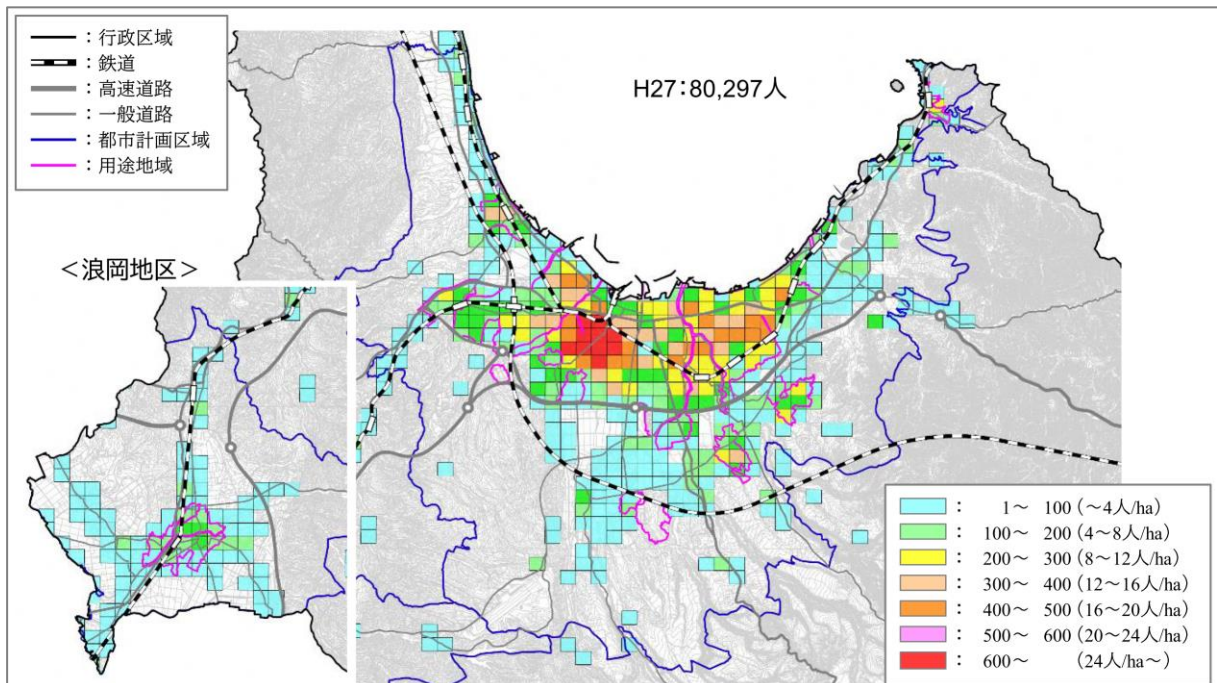 ：行政区域
：鉄道
：高速道路
：一般道路
：都市計画区域
：用途地域
H27：80,297人
＜浪岡地区＞
： 1～ 100（～4人/ha）
： 100～ 200（4～8人/ha）
： 200～ 300（8～12人/ha）
： 300～ 400（12～16人/ha）
： 400～ 500（16～20人/ha）
： 500～ 600（20～24人/ha）
： 600～ （24人/ha～）